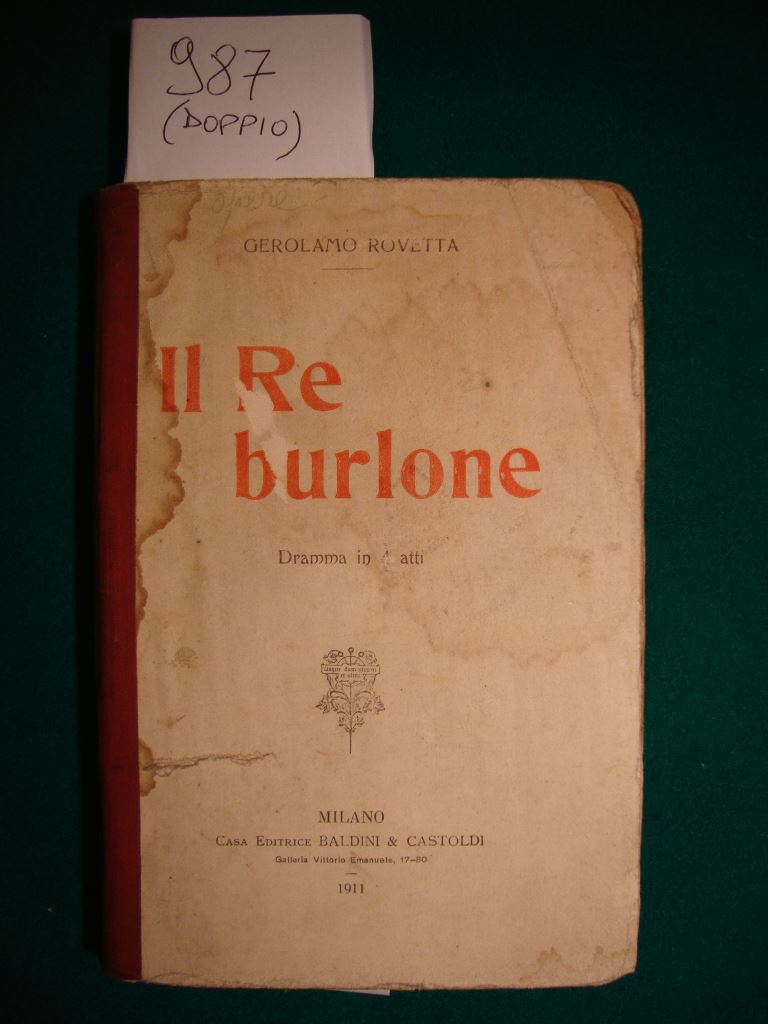 987
(DOPPIO)
GEROLAMO ROVETTA
Il Re
burlone
Dramma in 4 atti
MILANO
CASA EDITRICE BALDINI & CASTOLDI
Galleria Vittorio Emanuele, 17-80
1911